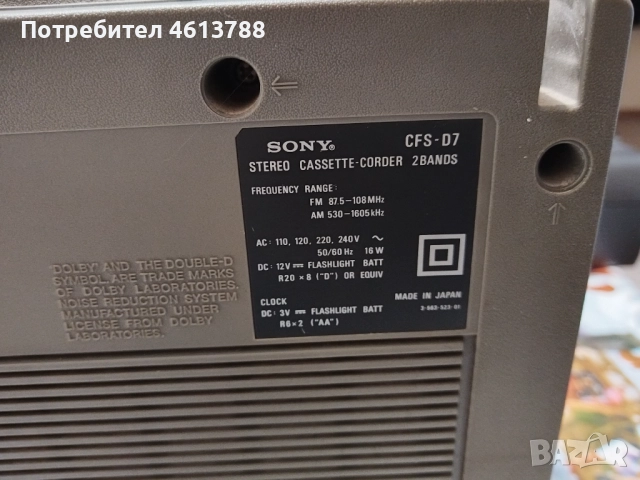 Потребител 4613788
SONY® CFS-D7
STEREO CASSETTE-CORDER 2BANDS
FREQUENCY RANGE:
FM 87.5-108MHz
AM 530-1605kHz
AC: 110, 120, 220, 240V ~
50/60 Hz 16W
DC: 12V ⎓ FLASHLIGHT BATT
R20 × 8 ("D") OR EQUIV
CLOCK
DC: 3V ⎓ FLASHLIGHT BATT
R6×2 ("AA")
MADE IN JAPAN
'DOLBY' AND THE DOUBLE-D
SYMBOL ARE TRADE MARKS
OF DOLBY LABORATORIES.
NOISE REDUCTION SYSTEM
MANUFACTURED UNDER
LICENSE FROM DOLBY
LABORATORIES.
BAZAR